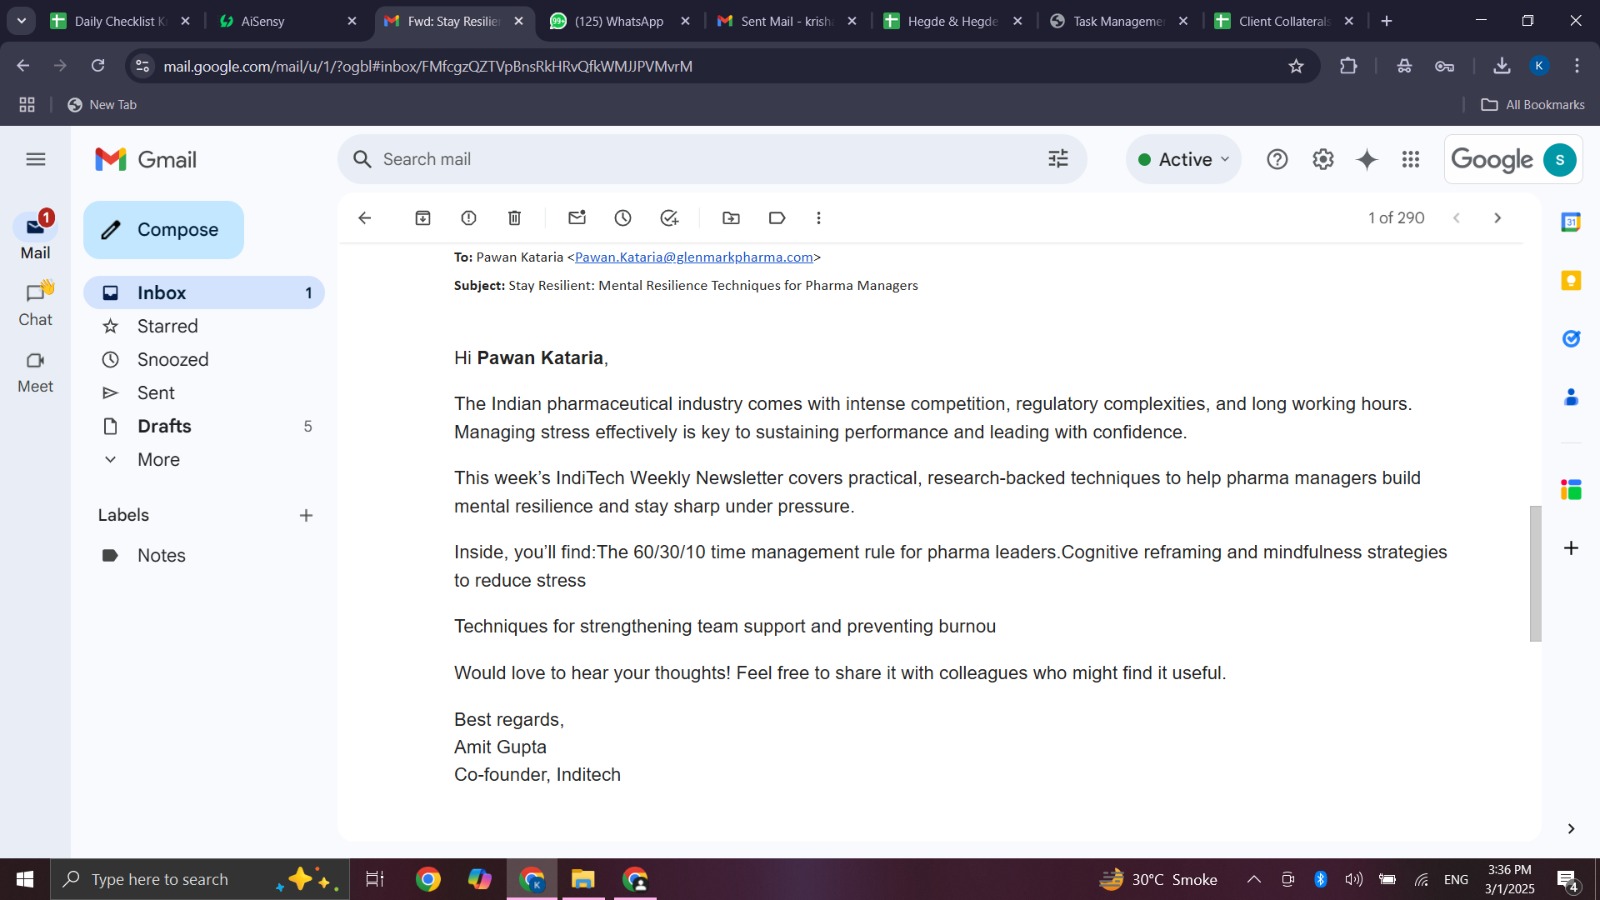 Daily Checklist K
AiSensy
Fwd: Stay Resilie
99+
(125) WhatsApp
Sent Mail - krish
Hegde & Hegde
Task Manageme
Client Collaterals
mail.google.com/mail/u/1/?ogbl#inbox/FMfcgzQZTVpBnsRkHRvQfkWMJJPVMvrM
K
New Tab
All Bookmarks
Gmail
Search mail
Active
Google
S
1
Mail
Chat
Meet
Compose
Inbox 1
Starred
Snoozed
Sent
Drafts 5
More
Labels
Notes
1 of 290
31
To: Pawan Kataria <Pawan.Kataria@glenmarkpharma.com>
Subject: Stay Resilient: Mental Resilience Techniques for Pharma Managers
Hi Pawan Kataria,
The Indian pharmaceutical industry comes with intense competition, regulatory complexities, and long working hours.
Managing stress effectively is key to sustaining performance and leading with confidence.
This week’s IndiTech Weekly Newsletter covers practical, research-backed techniques to help pharma managers build
mental resilience and stay sharp under pressure.
Inside, you’ll find:The 60/30/10 time management rule for pharma leaders.Cognitive reframing and mindfulness strategies
to reduce stress
Techniques for strengthening team support and preventing burnou
Would love to hear your thoughts! Feel free to share it with colleagues who might find it useful.
Best regards,
Amit Gupta
Co-founder, Inditech
Type here to search
K
30°C Smoke
ENG
3:36 PM
3/1/2025
4